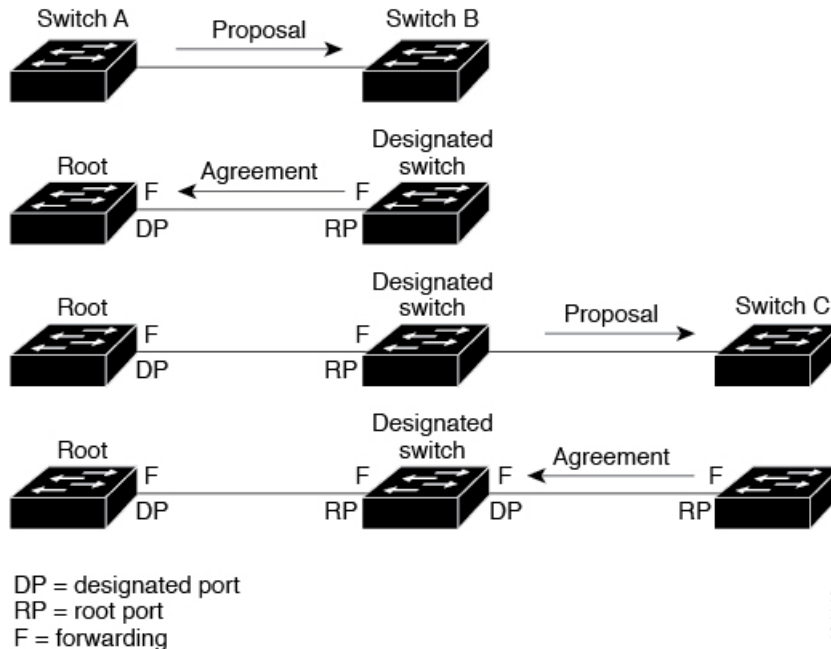 Switch A
Proposal
Switch B
Root
F
Agreement
F
Designated
switch
DP
RP
Root
F
F
Designated
switch
Proposal
Switch C
DP
RP
Root
F
F
Designated
switch
F
Agreement
F
DP
RP
DP
RP
DP = designated port
RP = root port
F = forwarding